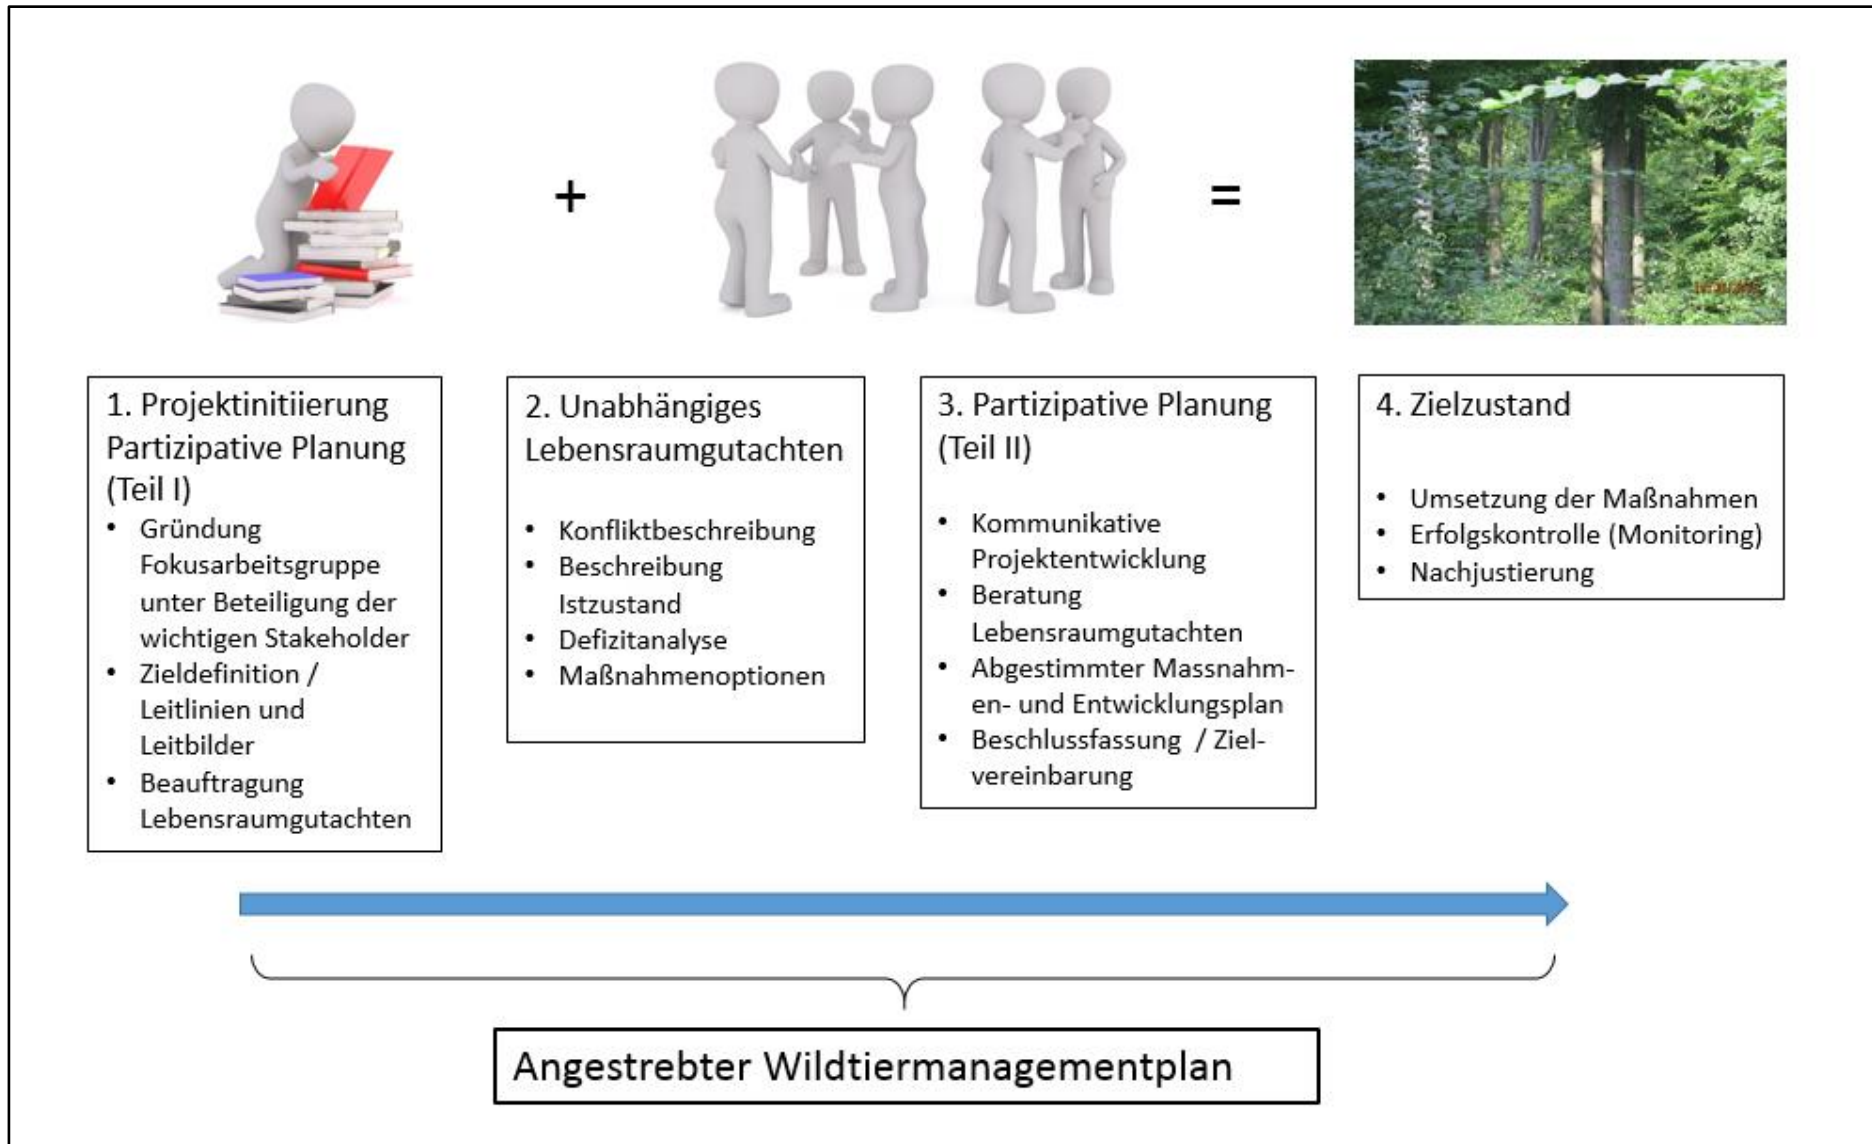 +
=
1. Projektinitiierung
Partizipative Planung
(Teil I)
• Gründung
Fokusarbeitsgruppe
unter Beteiligung der
wichtigen Stakeholder
• Zieldefinition /
Leitlinien und
Leitbilder
• Beauftragung
Lebensraumgutachten
2. Unabhängiges
Lebensraumgutachten
• Konfliktbeschreibung
• Beschreibung
Istzustand
• Defizitanalyse
• Maßnahmenoptionen
3. Partizipative Planung
(Teil II)
• Kommunikative
Projektentwicklung
• Beratung
Lebensraumgutachten
• Abgestimmter Massnahm-
en- und Entwicklungsplan
• Beschlussfassung / Ziel-
vereinbarung
4. Zielzustand
• Umsetzung der Maßnahmen
• Erfolgskontrolle (Monitoring)
• Nachjustierung
Angestrebter Wildtiermanagementplan